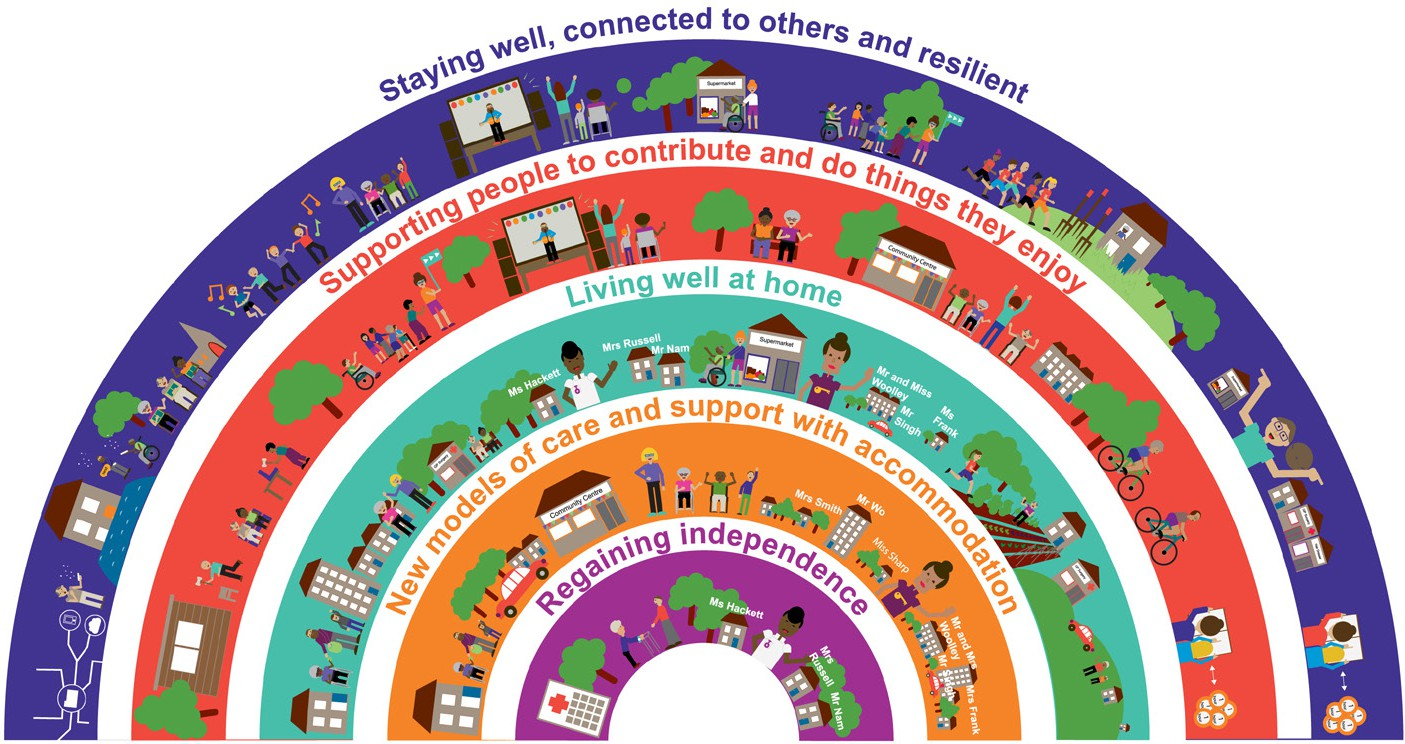 Staying well, connected to others and resilient
Supermarket
Supporting people to contribute and do things they enjoy
Community Centre
Living well at home
Ms Hackett
Mrs Russell
Mr Nam
Supermarket
Mr and Miss
Woolley
Mr
Singh
Ms
Frank
New models of care and support with accommodation
Community Centre
Mrs Smith
Mr Wo
Miss Sharp
Mr and Mrs
Woolley
Mr Singh
Mrs Frank
Regaining independence
Ms Hackett
Mrs
Russell
Mr Nam